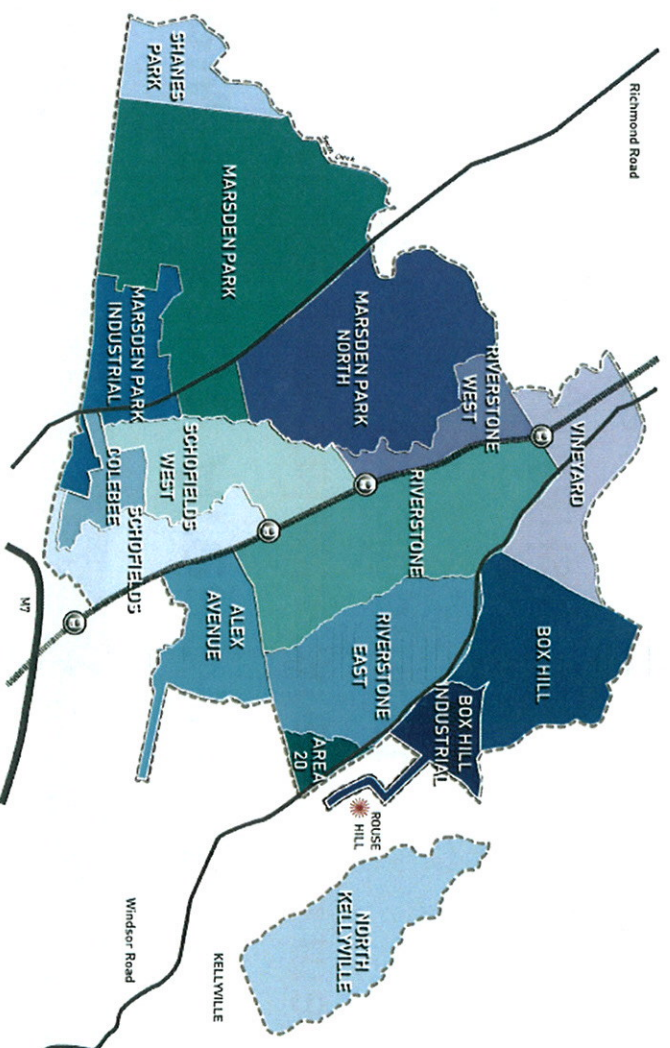 Richmond Road
SHANES
PARK
South Creek
MARSDEN PARK
MARSDEN PARK
NORTH
RIVERSTONE
WEST
VINEYARD
MARSDEN PARK
INDUSTRIAL
SCHOFIELDS
WEST
COLEBEE
SCHOFIELDS
RIVERSTONE
ALEX
AVENUE
RIVERSTONE
EAST
BOX HILL
BOX HILL
INDUSTRIAL
AREA
20
ROUSE
HILL
M7
NORTH
KELLYVILLE
KELLYVILLE
Windsor Road